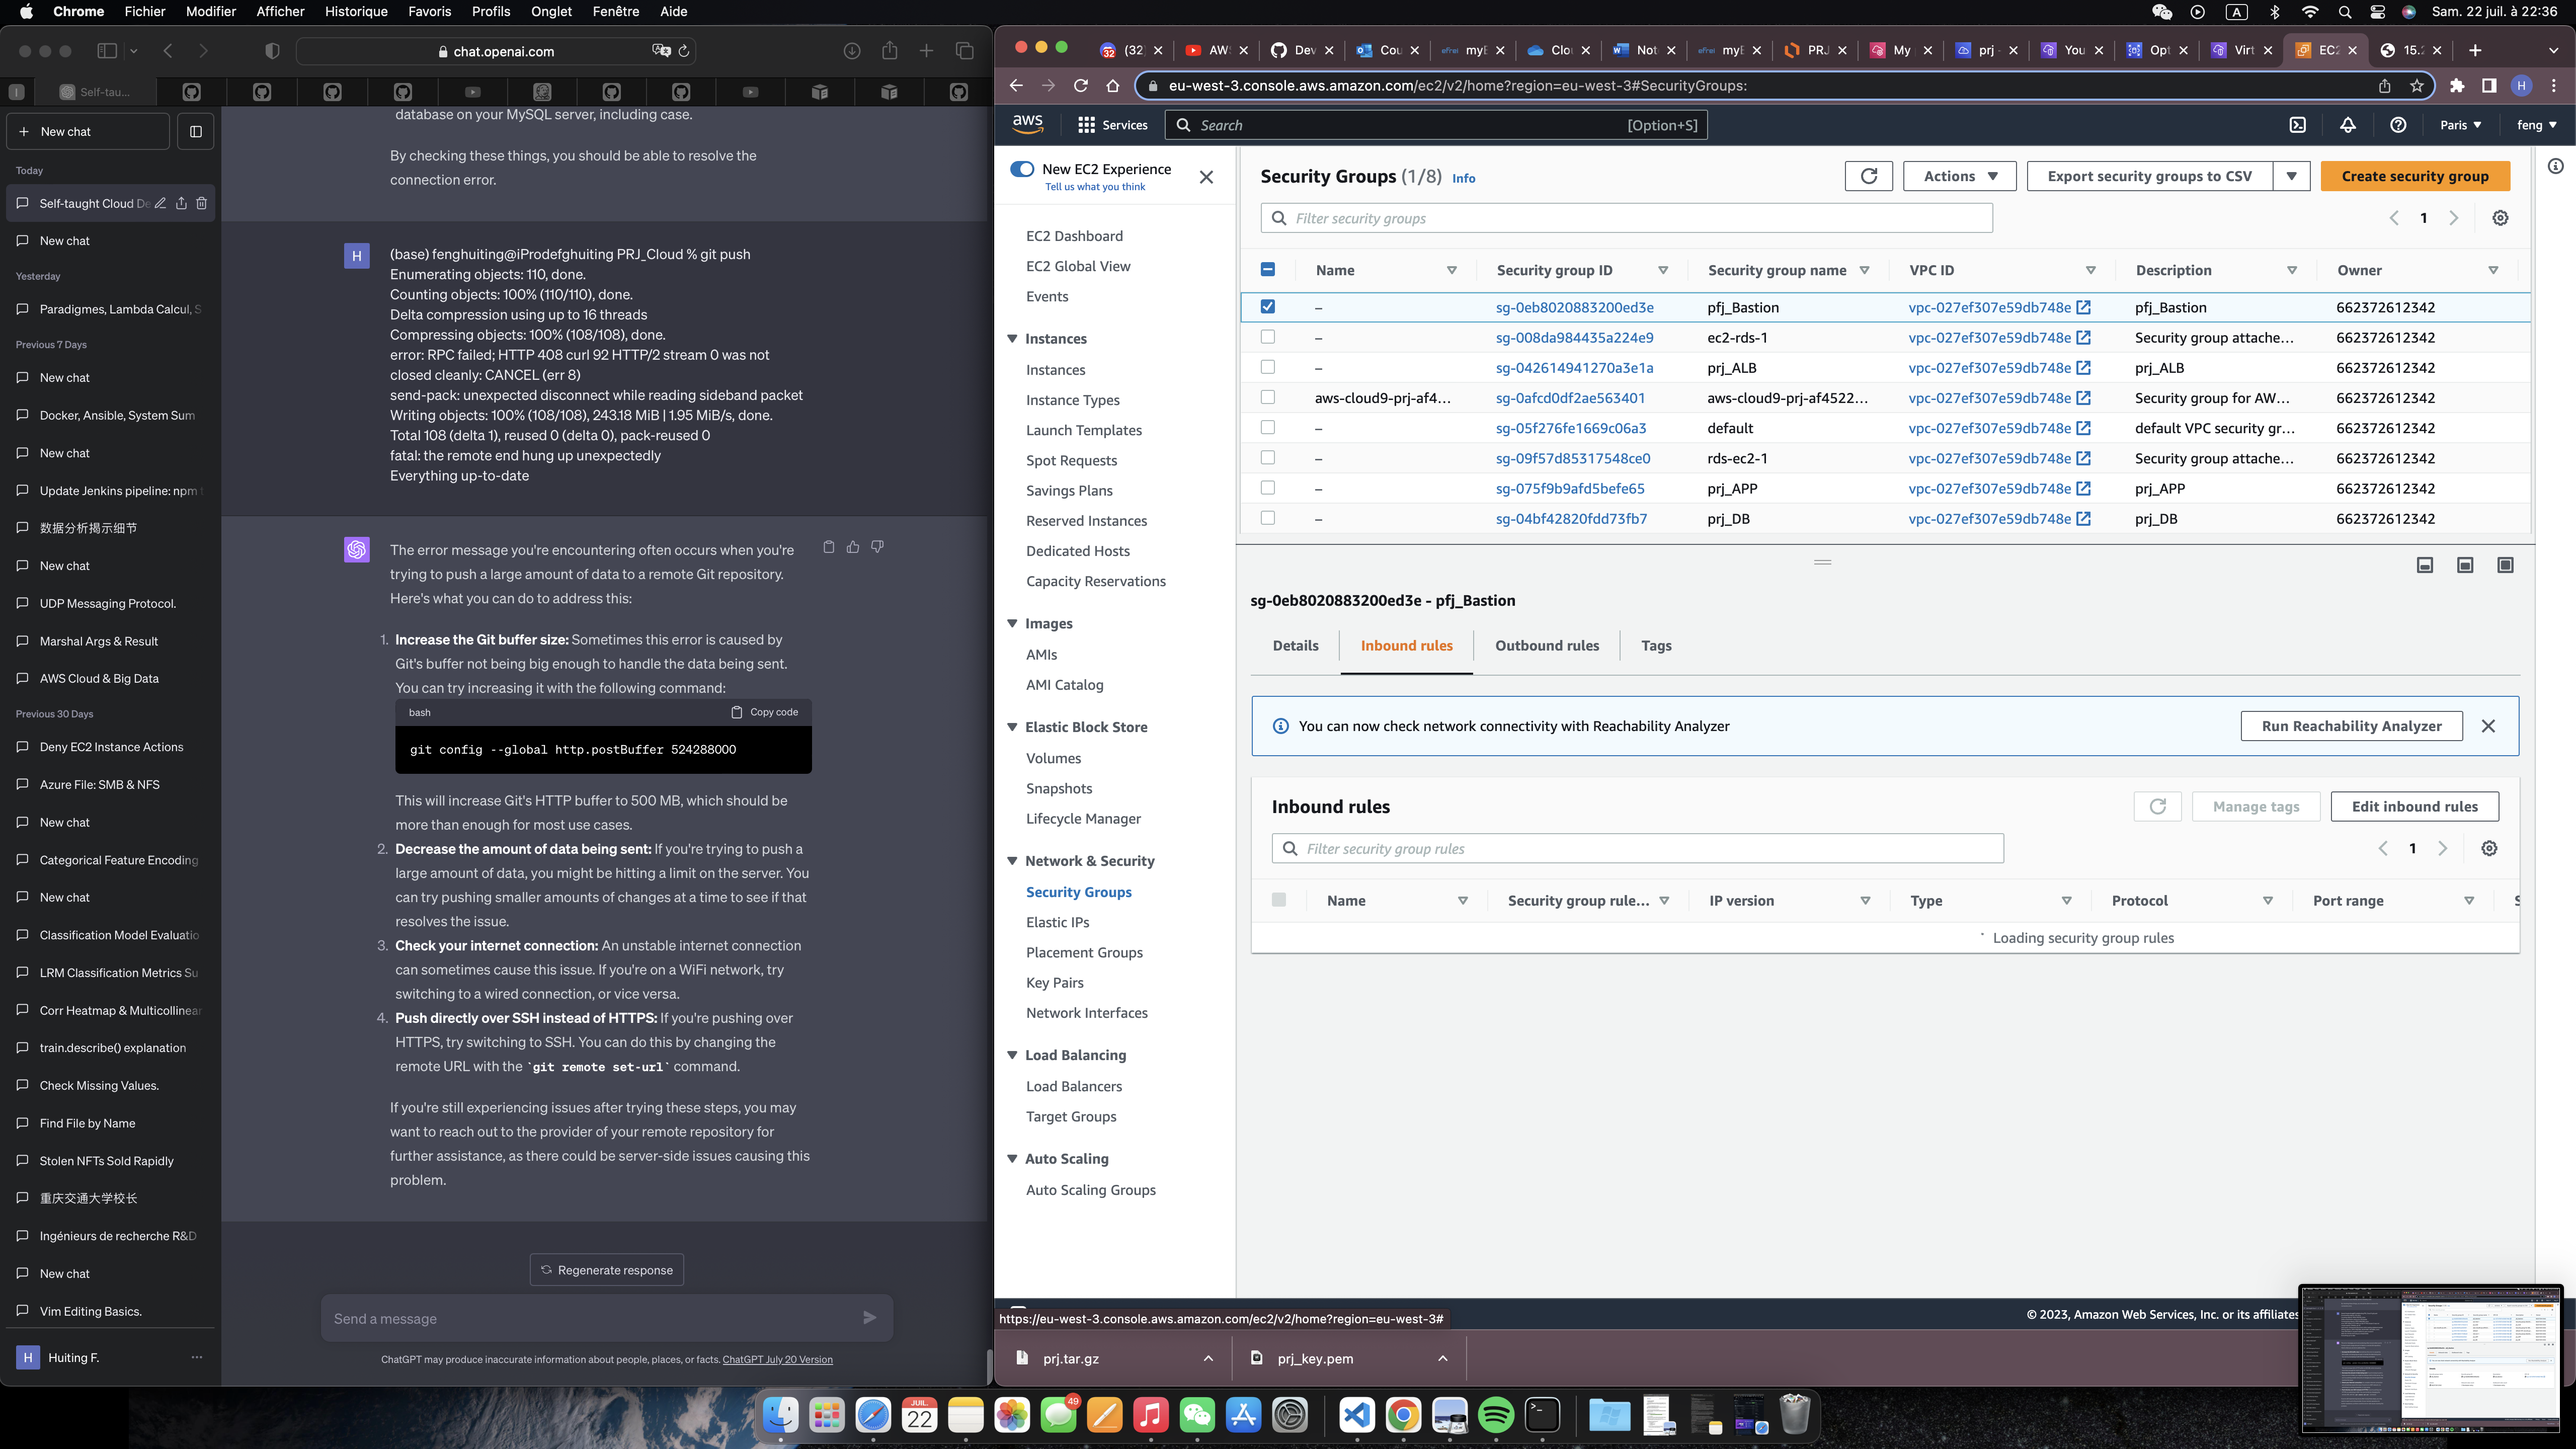 Chrome Fichier Modifier Afficher Historique Favoris Profils Onglet Fenêtre Aide
A Sam. 22 juil. à 22:36
chat.openai.com
Self-tau...
New chat
Today
Self-taught Cloud De
New chat
Yesterday
Paradigmes, Lambda Calcul, S
Previous 7 Days
New chat
Docker, Ansible, System Sum
New chat
Update Jenkins pipeline: npm
数据分析揭示细节
New chat
UDP Messaging Protocol.
Marshal Args & Result
AWS Cloud & Big Data
Previous 30 Days
Deny EC2 Instance Actions
Azure File: SMB & NFS
New chat
Categorical Feature Encoding
New chat
Classification Model Evaluatio
LRM Classification Metrics Su
Corr Heatmap & Multicollinear
train.describe() explanation
Check Missing Values.
Find File by Name
Stolen NFTs Sold Rapidly
重庆交通大学校长
Ingénieurs de recherche R&D
New chat
Vim Editing Basics.
H Huiting F.
database on your MySQL server, including case.
By checking these things, you should be able to resolve the
connection error.
H
(base) fenghuiting@iProdefghuiting PRJ_Cloud % git push
Enumerating objects: 110, done.
Counting objects: 100% (110/110), done.
Delta compression using up to 16 threads
Compressing objects: 100% (108/108), done.
error: RPC failed; HTTP 408 curl 92 HTTP/2 stream 0 was not
closed cleanly: CANCEL (err 8)
send-pack: unexpected disconnect while reading sideband packet
Writing objects: 100% (108/108), 243.18 MiB | 1.95 MiB/s, done.
Total 108 (delta 1), reused 0 (delta 0), pack-reused 0
fatal: the remote end hung up unexpectedly
Everything up-to-date
The error message you're encountering often occurs when you're
trying to push a large amount of data to a remote Git repository.
Here's what you can do to address this:
1. Increase the Git buffer size: Sometimes this error is caused by
Git's buffer not being big enough to handle the data being sent.
You can try increasing it with the following command:
bash Copy code
git config --global http.postBuffer 524288000
This will increase Git's HTTP buffer to 500 MB, which should be
more than enough for most use cases.
2. Decrease the amount of data being sent: If you're trying to push a
large amount of data, you might be hitting a limit on the server. You
can try pushing smaller amounts of changes at a time to see if that
resolves the issue.
3. Check your internet connection: An unstable internet connection
can sometimes cause this issue. If you're on a WiFi network, try
switching to a wired connection, or vice versa.
4. Push directly over SSH instead of HTTPS: If you're pushing over
HTTPS, try switching to SSH. You can do this by changing the
remote URL with the `git remote set-url` command.
If you're still experiencing issues after trying these steps, you may
want to reach out to the provider of your remote repository for
further assistance, as there could be server-side issues causing this
problem.
Regenerate response
Send a message
ChatGPT may produce inaccurate information about people, places, or facts. ChatGPT July 20 Version
(32) AW Dev Cou myE Clo Not myE PRJ My prj You Opt Virt EC2 15.2
eu-west-3.console.aws.amazon.com/ec2/v2/home?region=eu-west-3#SecurityGroups:
H
aws Services Search [Option+S] Paris feng
New EC2 Experience
Tell us what you think
EC2 Dashboard
EC2 Global View
Events
Instances
Instances
Instance Types
Launch Templates
Spot Requests
Savings Plans
Reserved Instances
Dedicated Hosts
Capacity Reservations
Images
AMIs
AMI Catalog
Elastic Block Store
Volumes
Snapshots
Lifecycle Manager
Network & Security
Security Groups
Elastic IPs
Placement Groups
Key Pairs
Network Interfaces
Load Balancing
Load Balancers
Target Groups
Auto Scaling
Auto Scaling Groups
Security Groups (1/8) Info Actions Export security groups to CSV Create security group
Filter security groups 1
Name Security group ID Security group name VPC ID Description Owner
– sg-0eb8020883200ed3e pfj_Bastion vpc-027ef307e59db748e pfj_Bastion 662372612342
– sg-008da984435a224e9 ec2-rds-1 vpc-027ef307e59db748e Security group attache... 662372612342
– sg-042614941270a3e1a prj_ALB vpc-027ef307e59db748e prj_ALB 662372612342
aws-cloud9-prj-af4... sg-0afcd0df2ae563401 aws-cloud9-prj-af4522... vpc-027ef307e59db748e Security group for AW... 662372612342
– sg-05f276fe1669c06a3 default vpc-027ef307e59db748e default VPC security gr... 662372612342
– sg-09f57d85317548ce0 rds-ec2-1 vpc-027ef307e59db748e Security group attache... 662372612342
– sg-075f9b9afd5befe65 prj_APP vpc-027ef307e59db748e prj_APP 662372612342
– sg-04bf42820fdd73fb7 prj_DB vpc-027ef307e59db748e prj_DB 662372612342
sg-0eb8020883200ed3e - pfj_Bastion
Details Inbound rules Outbound rules Tags
You can now check network connectivity with Reachability Analyzer Run Reachability Analyzer
Inbound rules Manage tags Edit inbound rules
Filter security group rules 1
Name Security group rule... IP version Type Protocol Port range
Loading security group rules
© 2023, Amazon Web Services, Inc. or its affiliates
https://eu-west-3.console.aws.amazon.com/ec2/v2/home?region=eu-west-3#
prj.tar.gz prj_key.pem
JUIL.
22
49